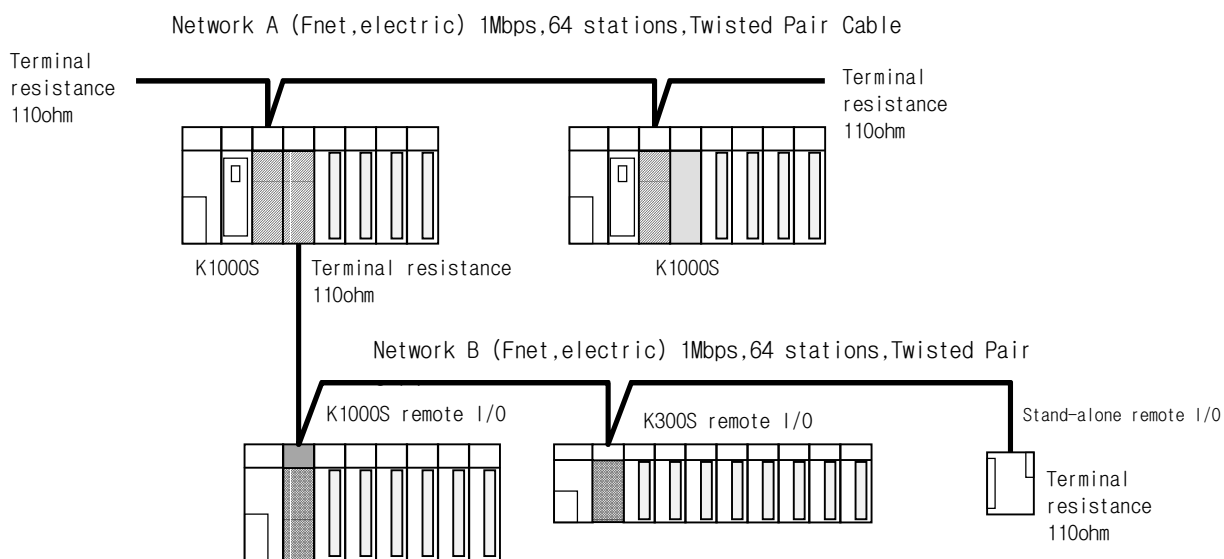 Network A (Fnet,electric) 1Mbps,64 stations,Twisted Pair Cable
Terminal
resistance
110ohm
Terminal
resistance
110ohm
K1000S
Terminal resistance
110ohm
K1000S
Network B (Fnet,electric) 1Mbps,64 stations,Twisted Pair
K1000S remote I/O
K300S remote I/O
Stand-alone remote I/O
Terminal
resistance
110ohm